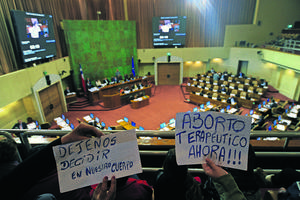 DEJENOS
DECIDIR
EN NUESTRO CUERPO
ABORTO
TERAPEUTICO
AHORA!!!